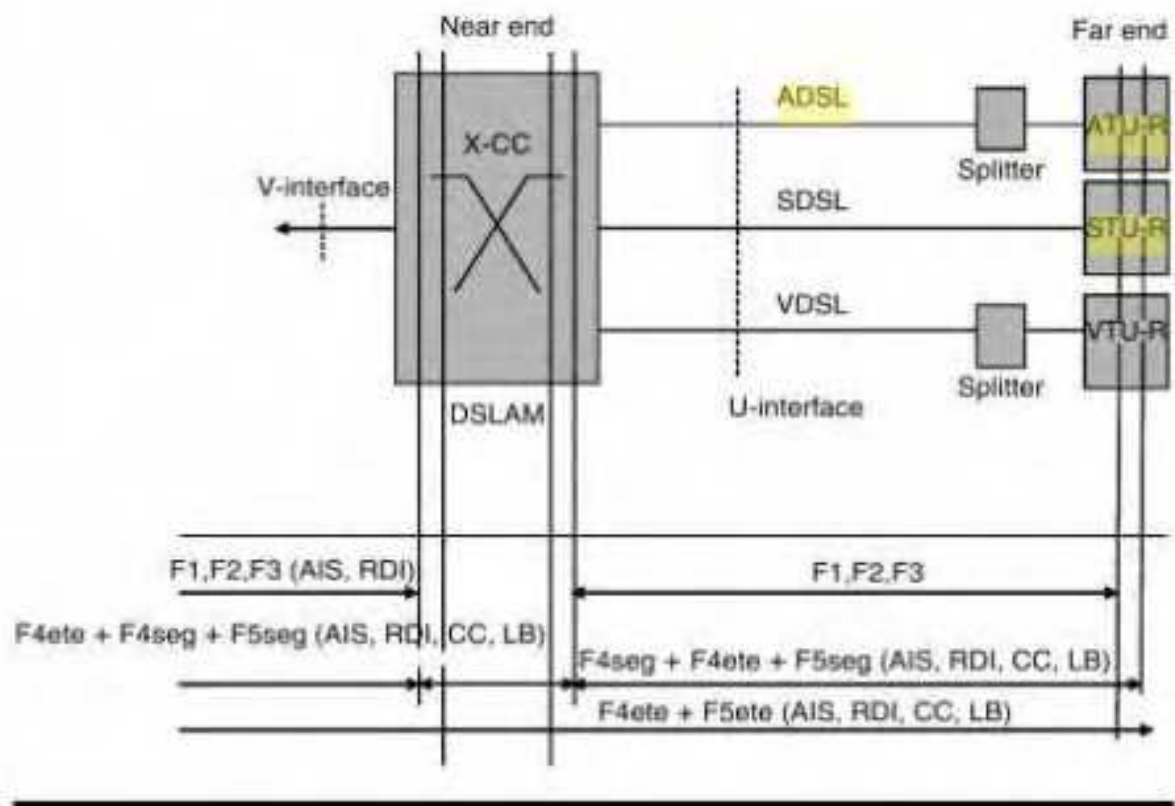 Near end
Far end
ADSL
ATU-R
X-CC
Splitter
V-interface
SDSL
STU-R
VDSL
VTU-R
Splitter
DSLAM
U-interface
F1,F2,F3 (AIS, RDI)
F1,F2,F3
F4ete + F4seg + F5seg (AIS, RDI, CC, LB)
F4seg + F4ete + F5seg (AIS, RDI, CC, LB)
F4ete + F5ete (AIS, RDI, CC, LB)